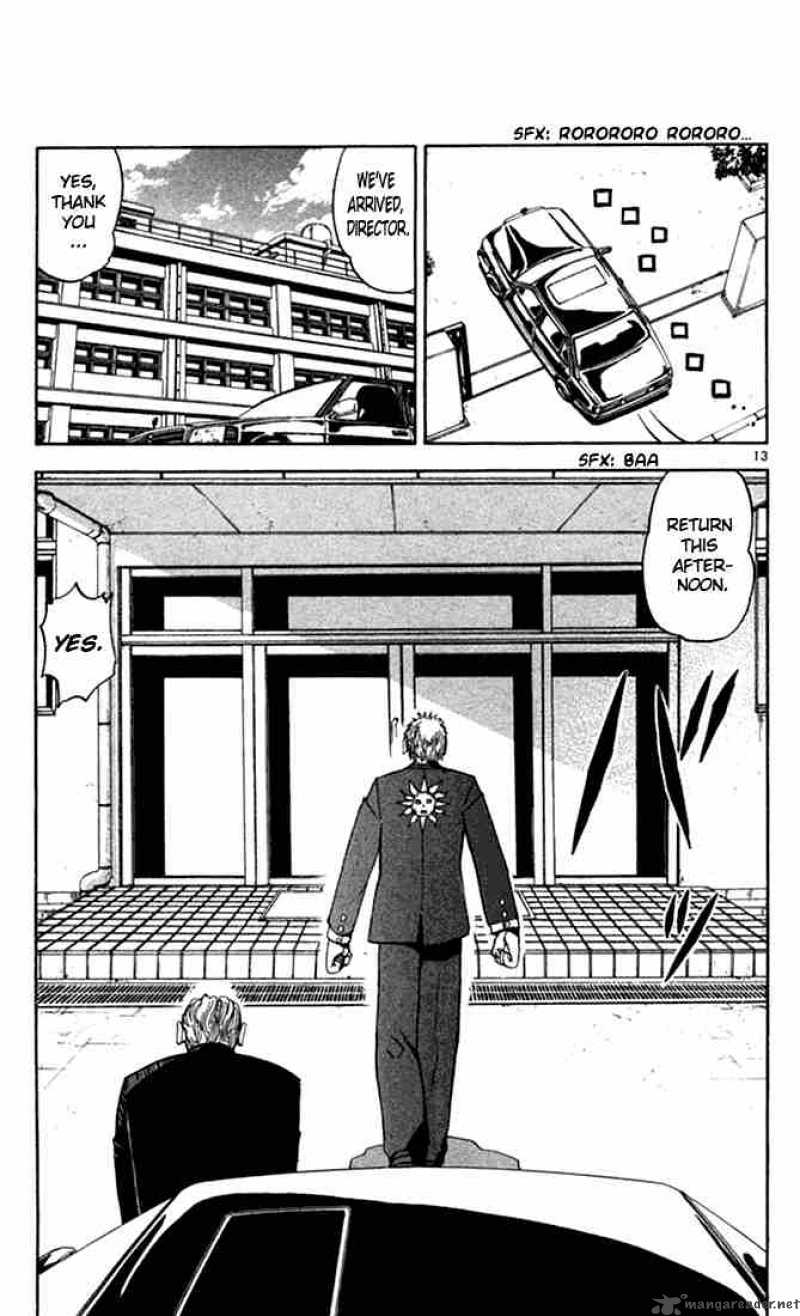 SFX: RORORORO RORORO...
WE'VE
ARRIVED,
DIRECTOR.
YES,
THANK
YOU
...
13
SFX: BAA
RETURN
THIS
AFTER-
NOON.
YES.
mangareader.net